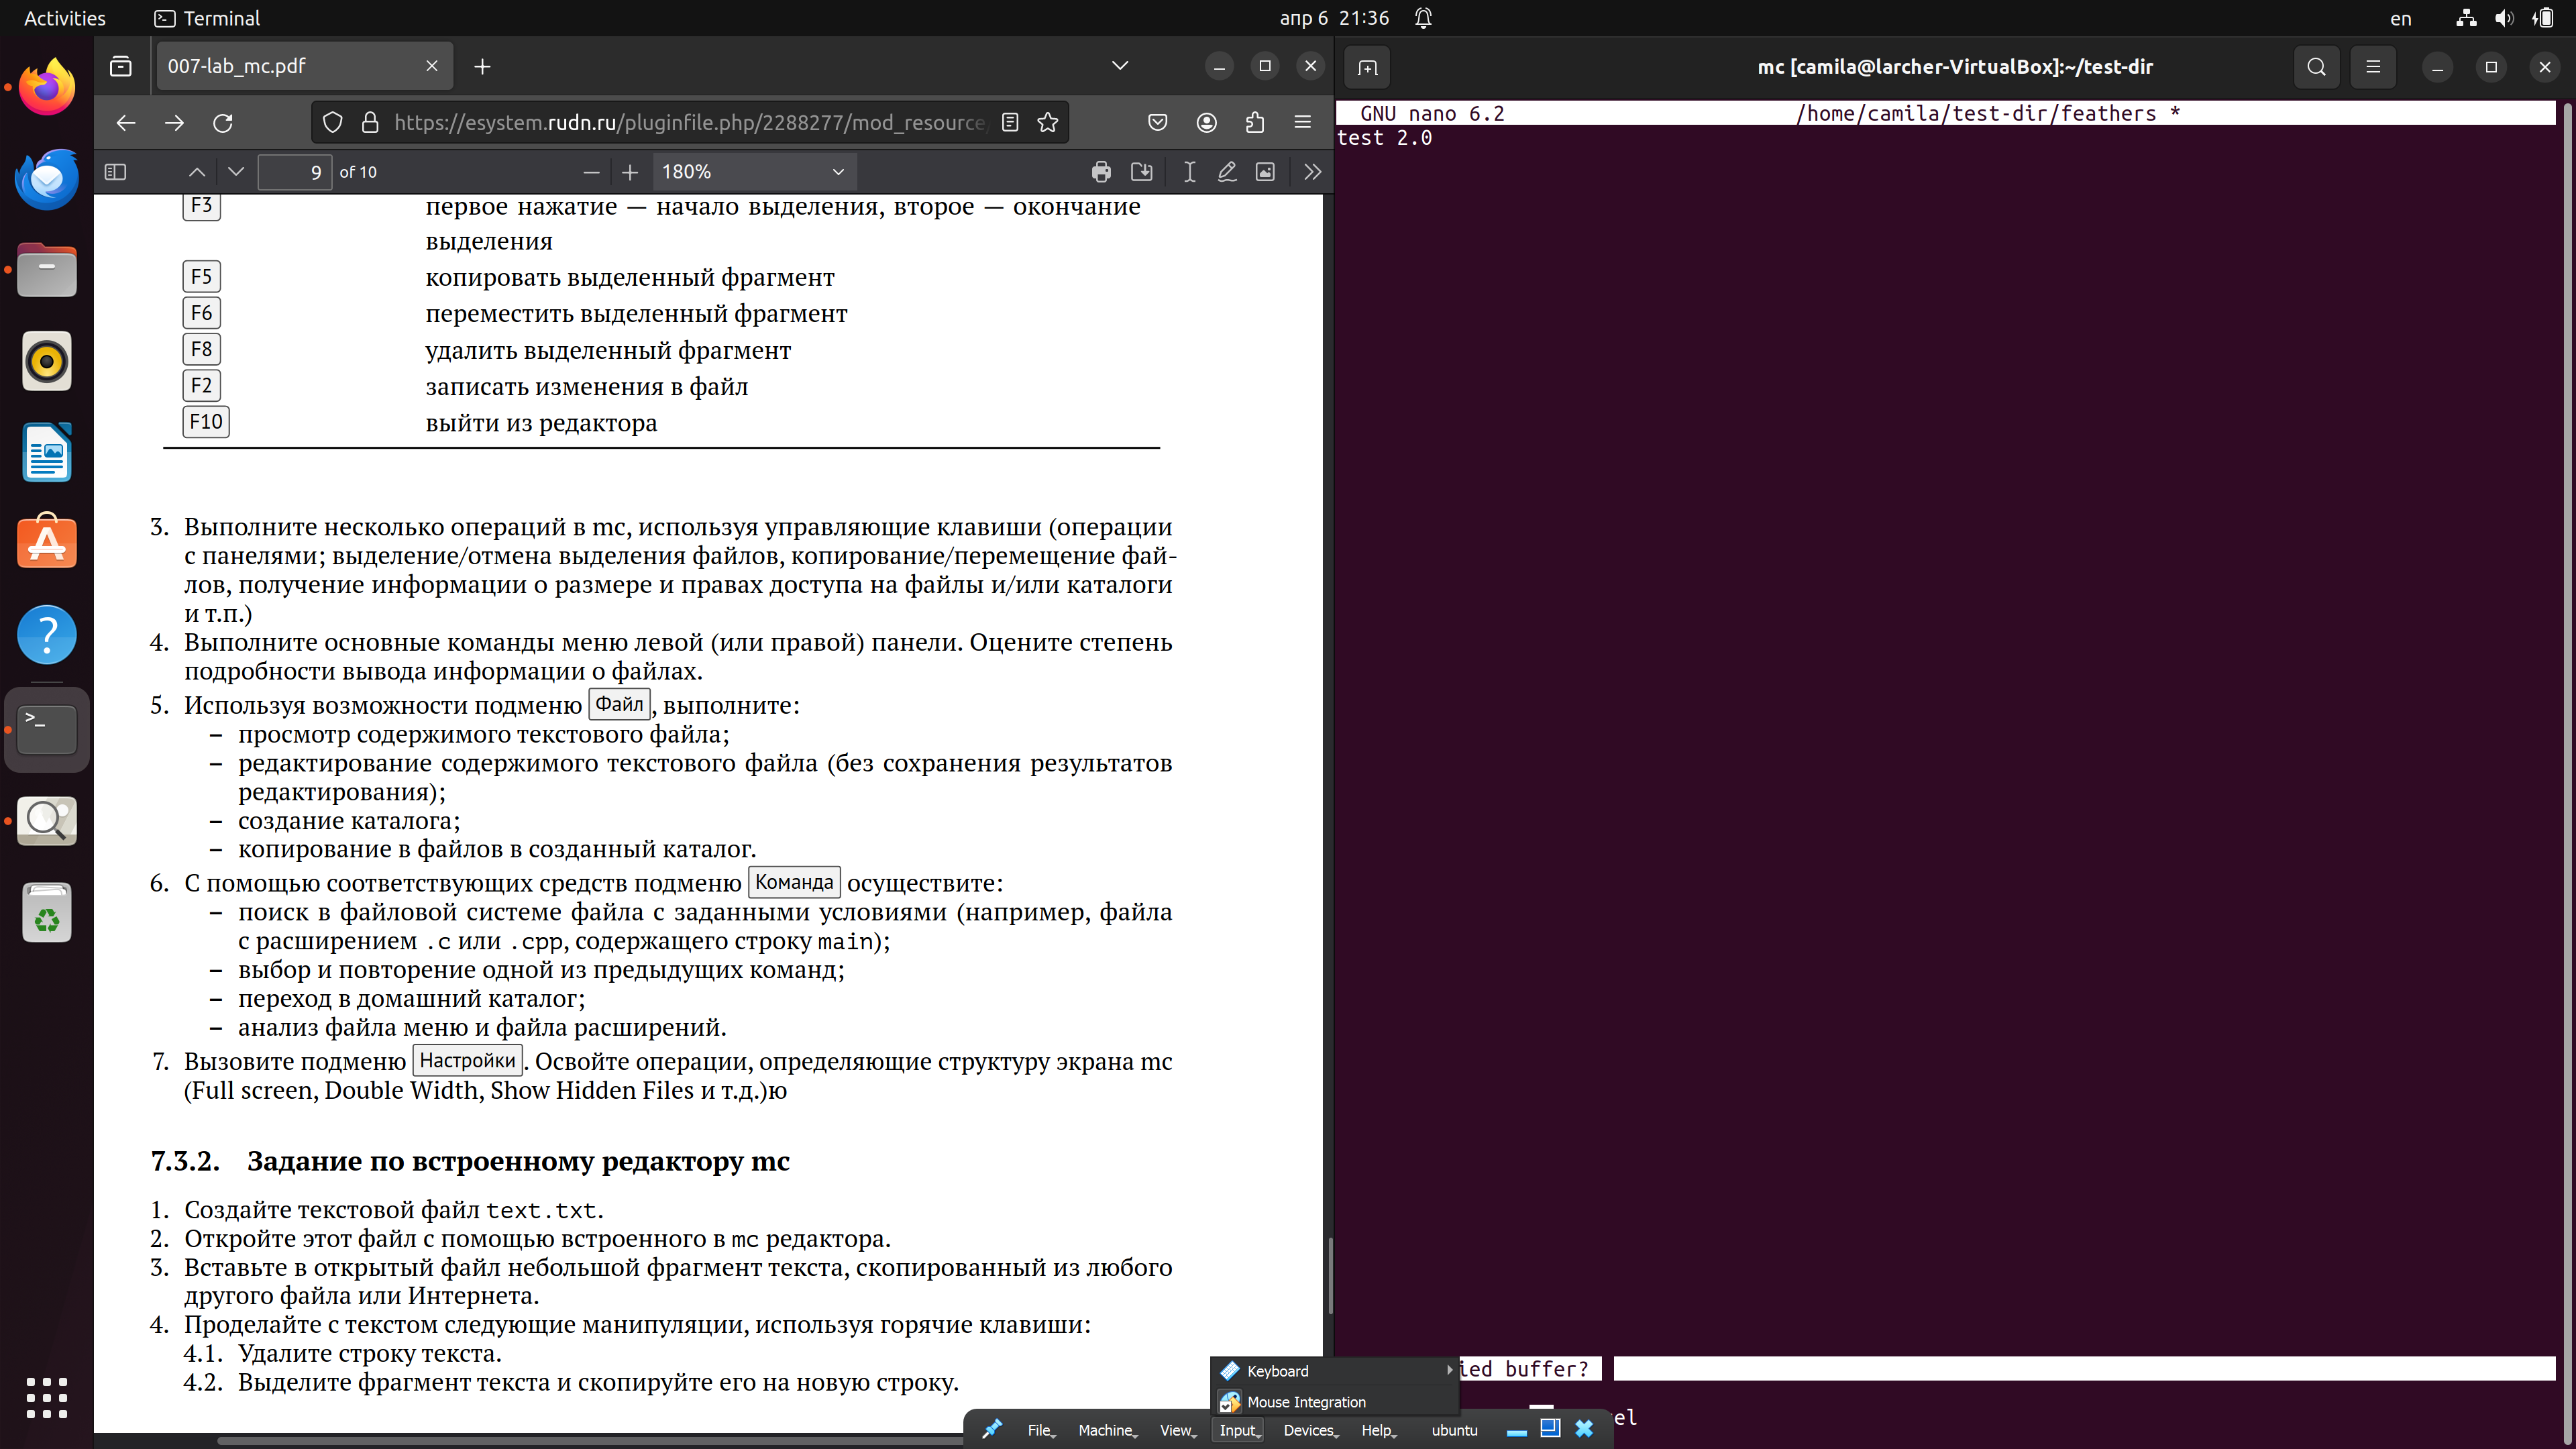 Activities
Terminal
апр 6 21:36
en
007-lab_mc.pdf
https://esystem.rudn.ru/pluginfile.php/2288277/mod_resource/
9
of 10
180%
F3 первое нажатие — начало выделения, второе — окончание
выделения
F5 копировать выделенный фрагмент
F6 переместить выделенный фрагмент
F8 удалить выделенный фрагмент
F2 записать изменения в файл
F10 выйти из редактора
3. Выполните несколько операций в mc, используя управляющие клавиши (операции
с панелями; выделение/отмена выделения файлов, копирование/перемещение фай-
лов, получение информации о размере и правах доступа на файлы и/или каталоги
и т.п.)
4. Выполните основные команды меню левой (или правой) панели. Оцените степень
подробности вывода информации о файлах.
5. Используя возможности подменю Файл, выполните:
– просмотр содержимого текстового файла;
– редактирование содержимого текстового файла (без сохранения результатов
редактирования);
– создание каталога;
– копирование в файлов в созданный каталог.
6. С помощью соответствующих средств подменю Команда осуществите:
– поиск в файловой системе файла с заданными условиями (например, файла
с расширением .c или .cpp, содержащего строку main);
– выбор и повторение одной из предыдущих команд;
– переход в домашний каталог;
– анализ файла меню и файла расширений.
7. Вызовите подменю Настройки. Освойте операции, определяющие структуру экрана mc
(Full screen, Double Width, Show Hidden Files и т.д.)ю
7.3.2. Задание по встроенному редактору mc
1. Создайте текстовой файл text.txt.
2. Откройте этот файл с помощью встроенного в mc редактора.
3. Вставьте в открытый файл небольшой фрагмент текста, скопированный из любого
другого файла или Интернета.
4. Проделайте с текстом следующие манипуляции, используя горячие клавиши:
4.1. Удалите строку текста.
4.2. Выделите фрагмент текста и скопируйте его на новую строку.
mc [camila@larcher-VirtualBox]:~/test-dir
GNU nano 6.2 /home/camila/test-dir/feathers *
test 2.0
ied buffer?
el
Keyboard
Mouse Integration
File Machine View Input Devices Help ubuntu